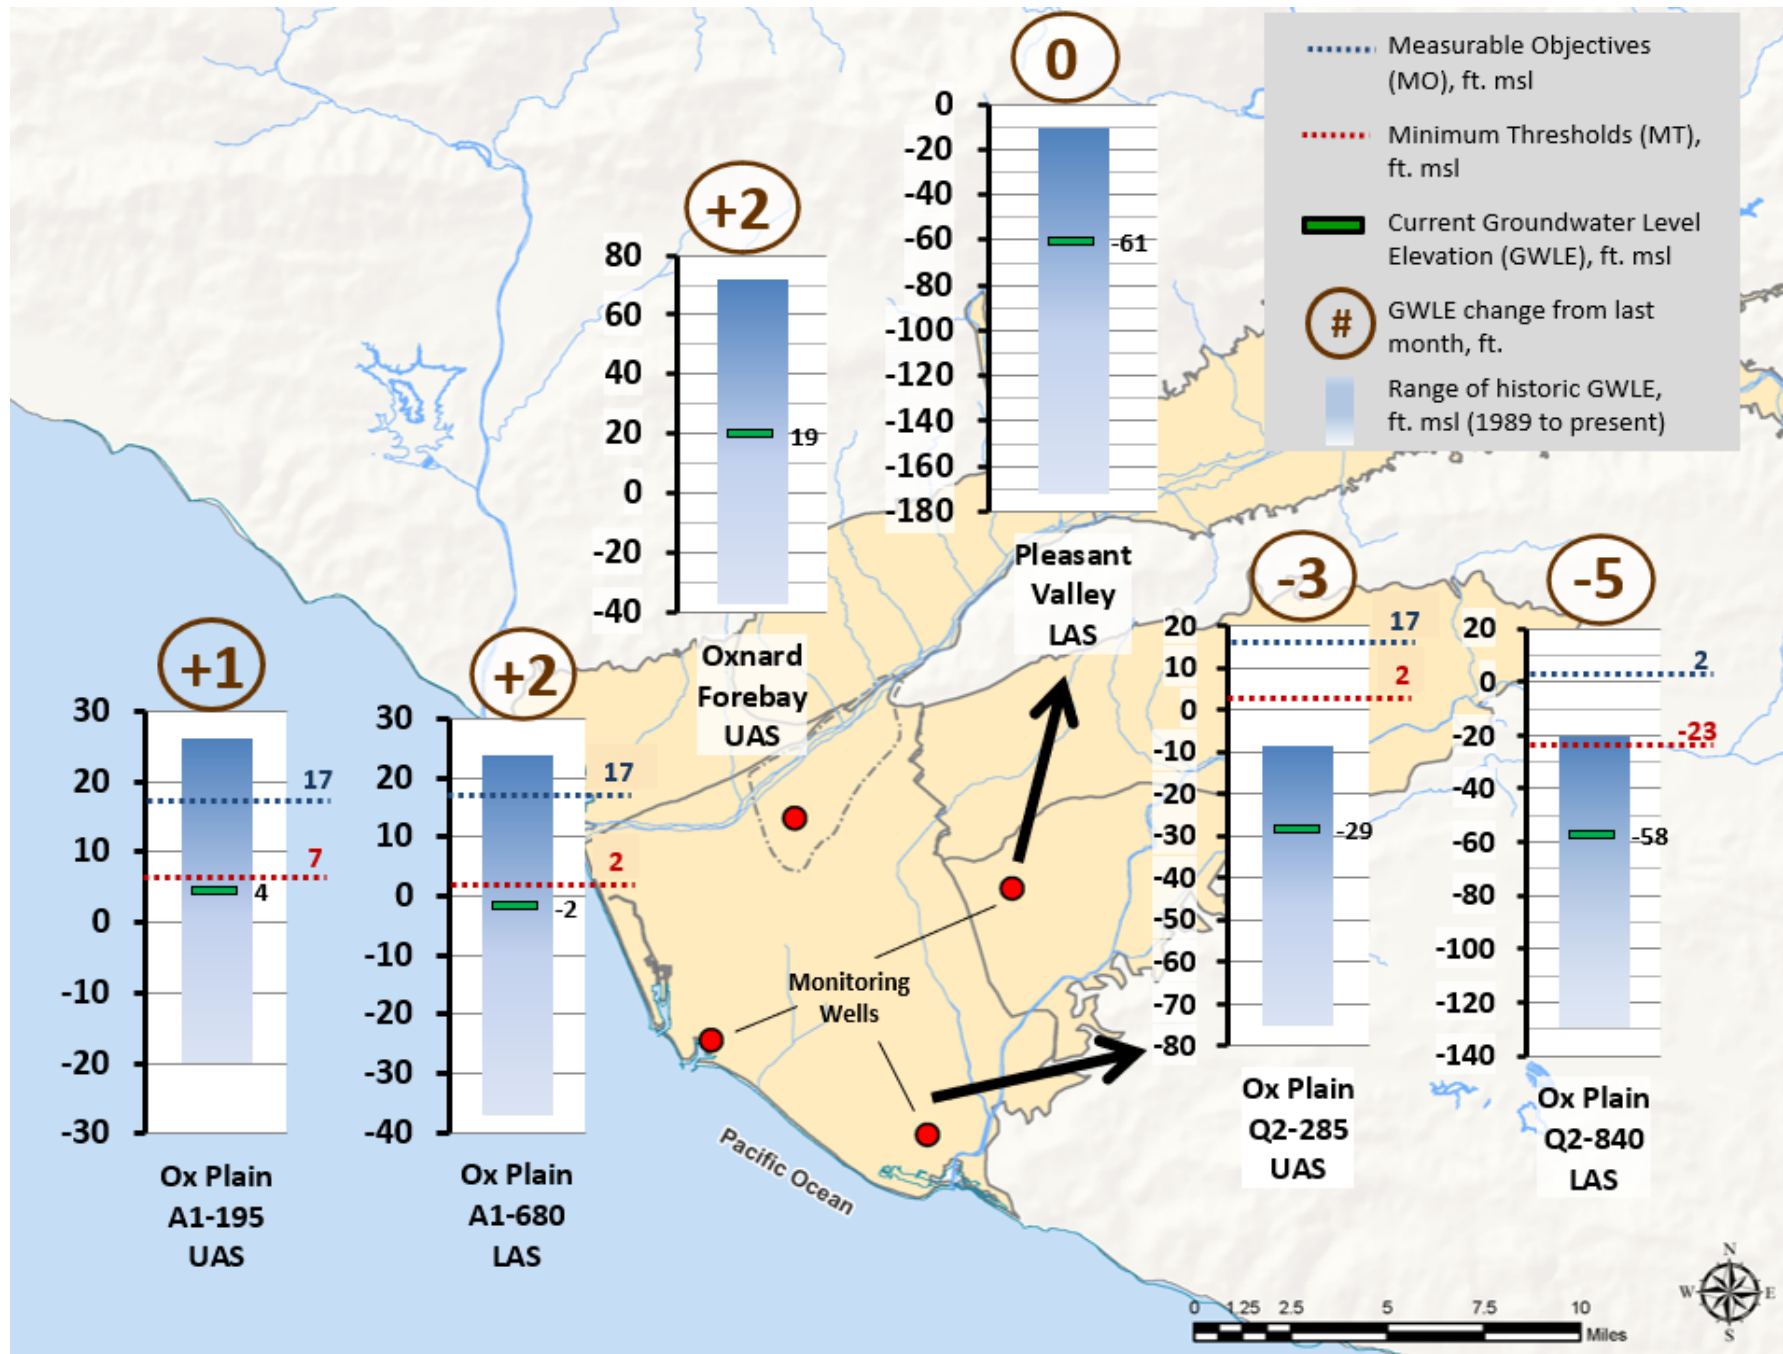 Measurable Objectives
(MO), ft. msl
Minimum Thresholds (MT),
ft. msl
Current Groundwater Level
Elevation (GWLE), ft. msl
#
GWLE change from last
month, ft.
Range of historic GWLE,
ft. msl (1989 to present)
0
0
-20
-40
-60
-80
-100
-120
-140
-160
-180
-61
Pleasant
Valley
LAS
+2
80
60
40
20
0
-20
-40
19
Oxnard
Forebay
UAS
+1
30
20
10
0
-10
-20
-30
17
7
4
Ox Plain
A1-195
UAS
+2
30
20
10
0
-10
-20
-30
-40
17
2
-2
Ox Plain
A1-680
LAS
-3
20
10
0
-10
-20
-30
-40
-50
-60
-70
-80
17
2
-29
Ox Plain
Q2-285
UAS
-5
20
0
-20
-40
-60
-80
-100
-120
-140
2
-23
-58
Ox Plain
Q2-840
LAS
Monitoring
Wells
Pacific Ocean
N
W
E
S
0 1.25 2.5 5 7.5 10
Miles